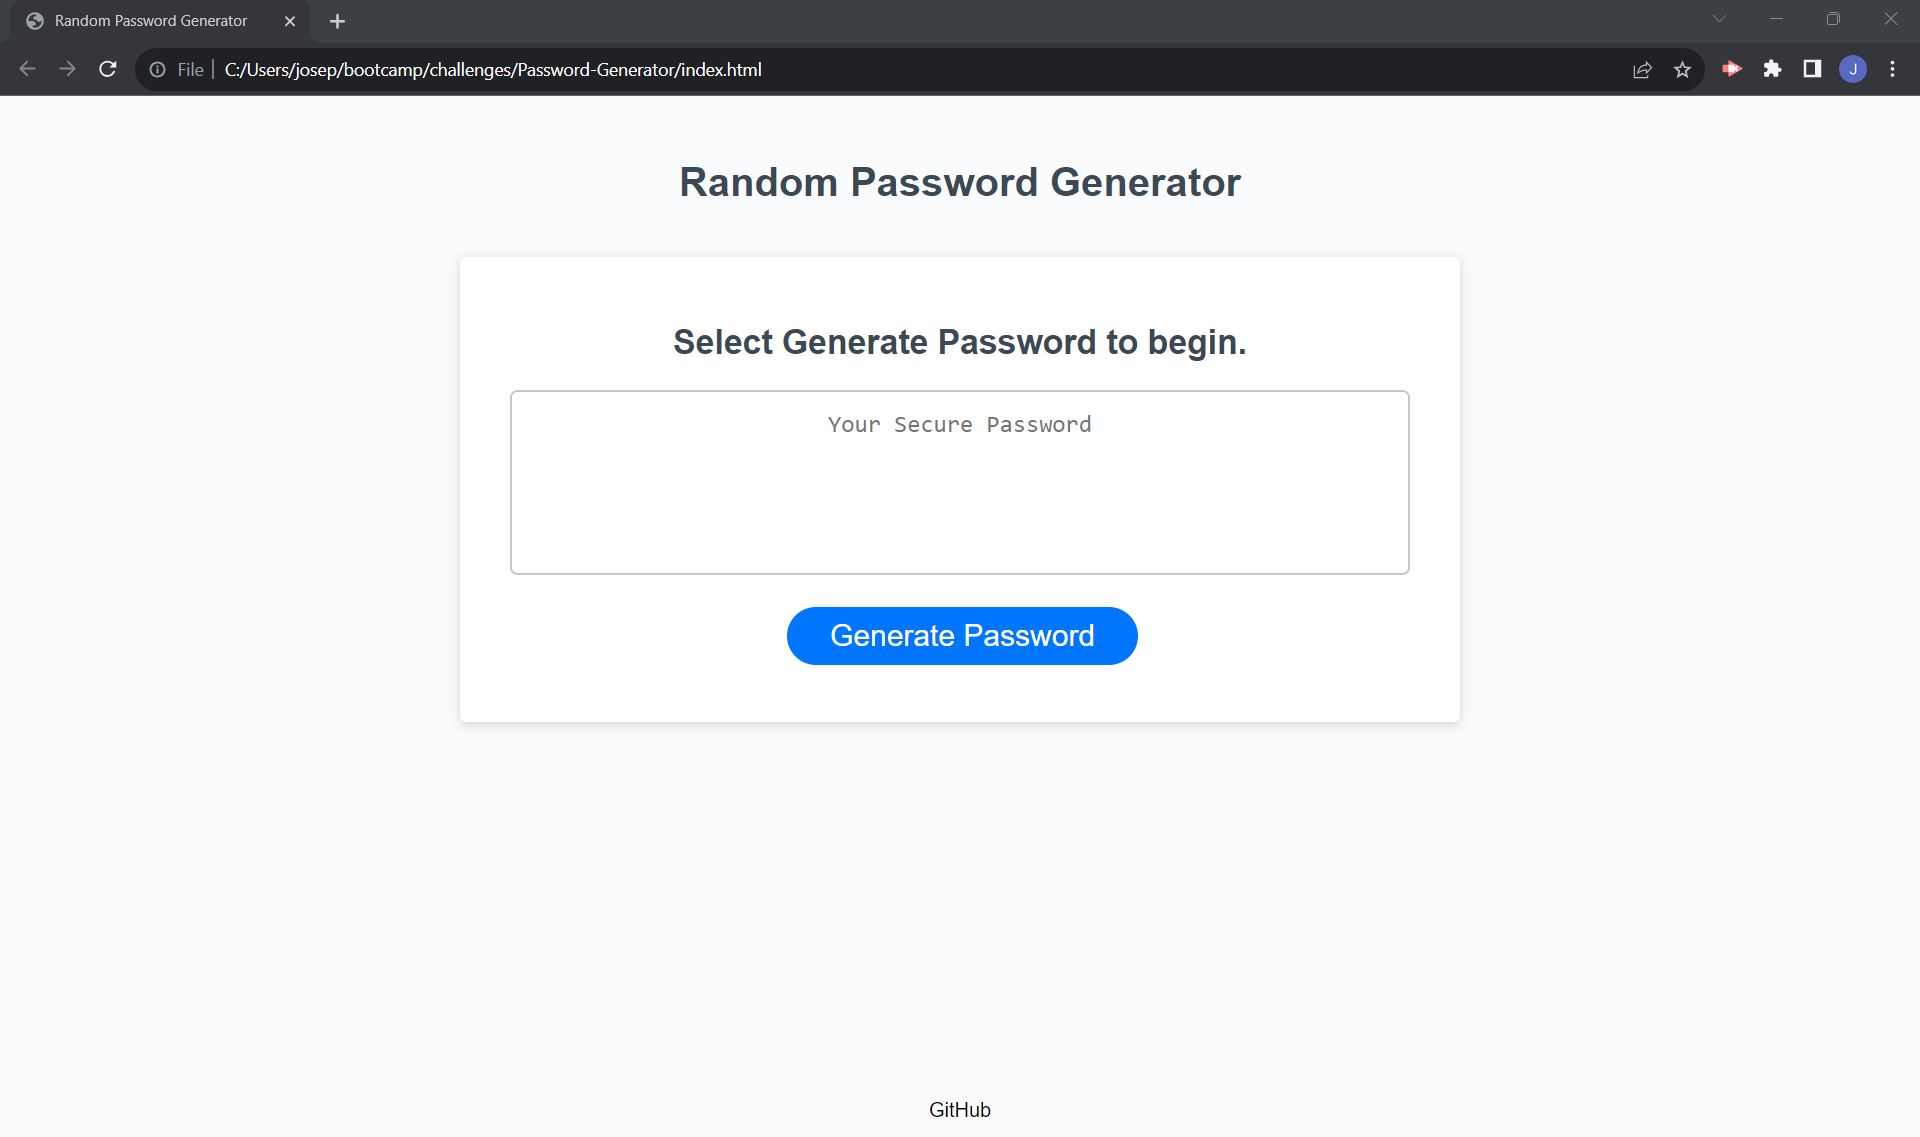 Random Password Generator
File
C:/Users/josep/bootcamp/challenges/Password-Generator/index.html
J
Random Password Generator
Select Generate Password to begin.
Your Secure Password
Generate Password
GitHub